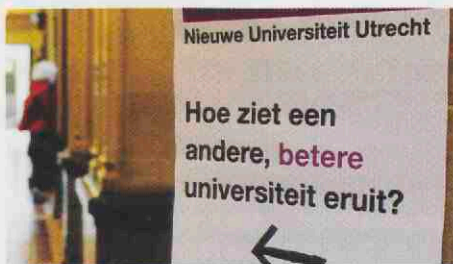 Nieuwe Universiteit Utrecht
Hoe ziet een
andere, betere
universiteit eruit?